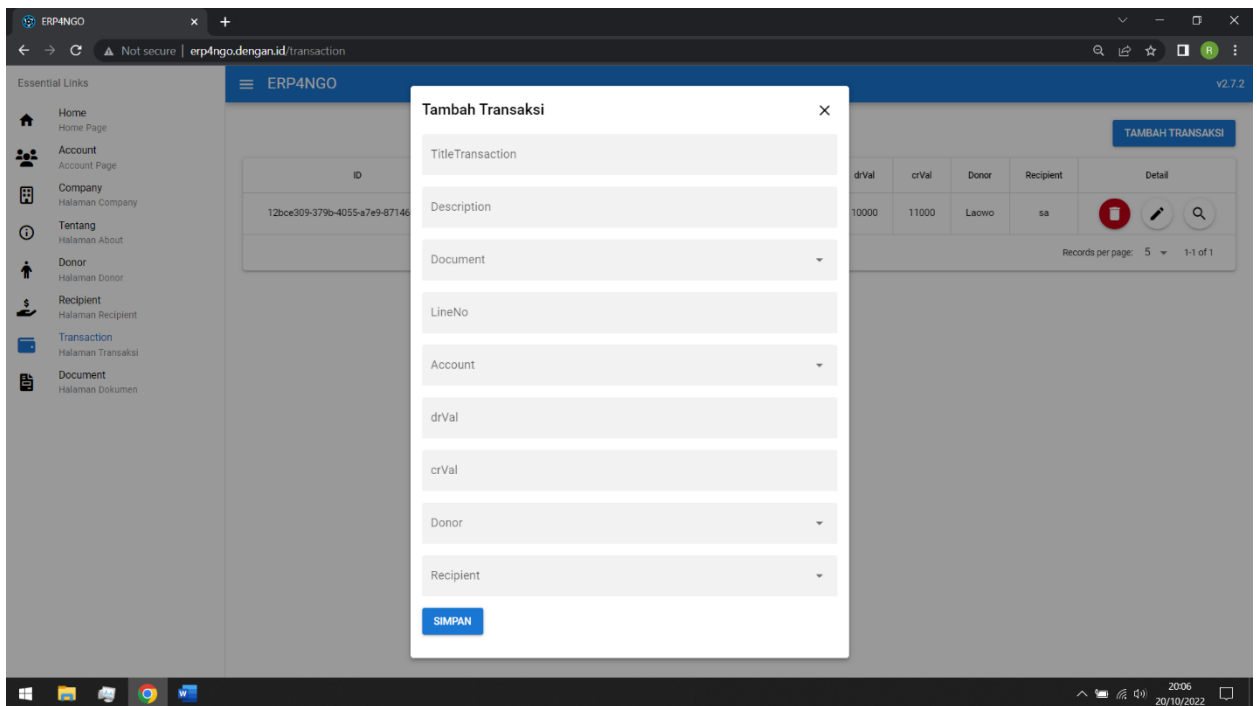 ERP4NGO
Not secure | erp4ngo.dengan.id/transaction
R
Essential Links
ERP4NGO
v2.7.2
Home
Home Page
Account
Account Page
Company
Halaman Company
Tentang
Halaman About
Donor
Halaman Donor
Recipient
Halaman Recipient
Transaction
Halaman Transaksi
Document
Halaman Dokumen
TAMBAH TRANSAKSI
ID
drVal
crVal
Donor
Recipient
Detail
12bce309-379b-4055-a7e9-87146
10000
11000
Laowo
sa
Records per page: 5
1-1 of 1
Tambah Transaksi
TitleTransaction
Description
Document
LineNo
Account
drVal
crVal
Donor
Recipient
SIMPAN
20:06
20/10/2022